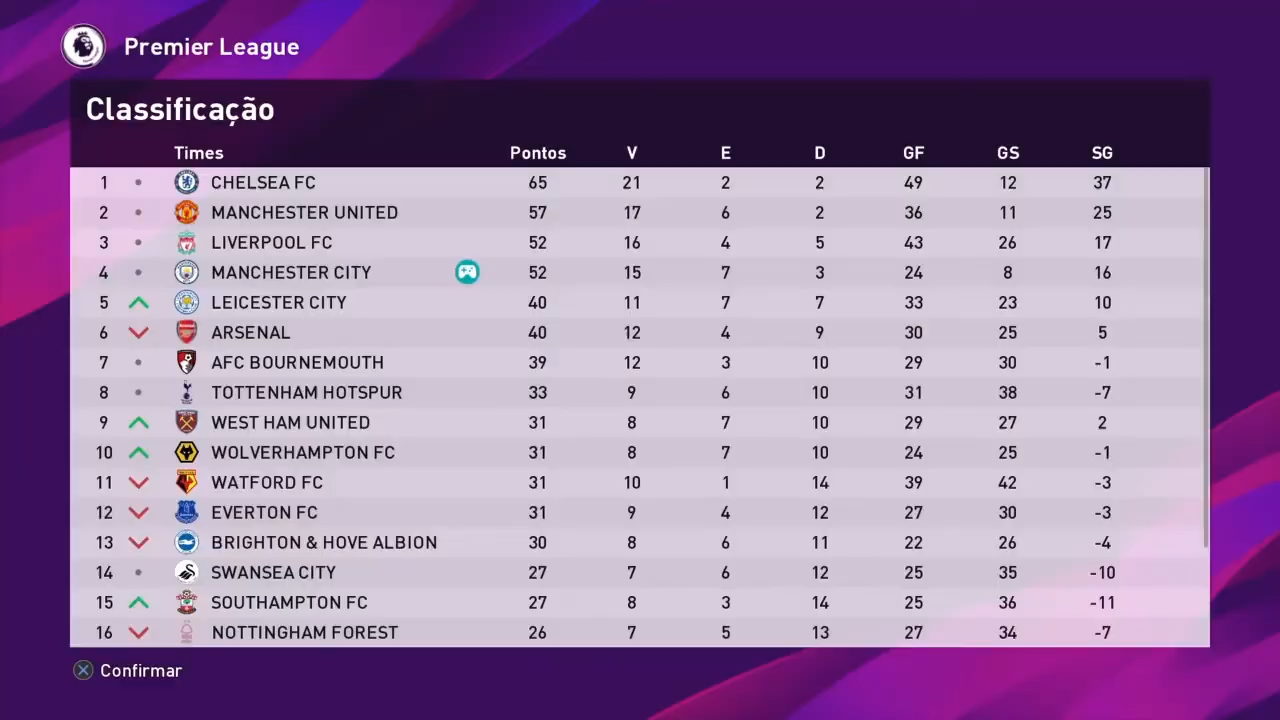 Premier League
Classificação
Times Pontos V E D GF GS SG
1 CHELSEA FC 65 21 2 2 49 12 37
2 MANCHESTER UNITED 57 17 6 2 36 11 25
3 LIVERPOOL FC 52 16 4 5 43 26 17
4 MANCHESTER CITY 52 15 7 3 24 8 16
5 LEICESTER CITY 40 11 7 7 33 23 10
6 ARSENAL 40 12 4 9 30 25 5
7 AFC BOURNEMOUTH 39 12 3 10 29 30 -1
8 TOTTENHAM HOTSPUR 33 9 6 10 31 38 -7
9 WEST HAM UNITED 31 8 7 10 29 27 2
10 WOLVERHAMPTON FC 31 8 7 10 24 25 -1
11 WATFORD FC 31 10 1 14 39 42 -3
12 EVERTON FC 31 9 4 12 27 30 -3
13 BRIGHTON & HOVE ALBION 30 8 6 11 22 26 -4
14 SWANSEA CITY 27 7 6 12 25 35 -10
15 SOUTHAMPTON FC 27 8 3 14 25 36 -11
16 NOTTINGHAM FOREST 26 7 5 13 27 34 -7
Confirmar